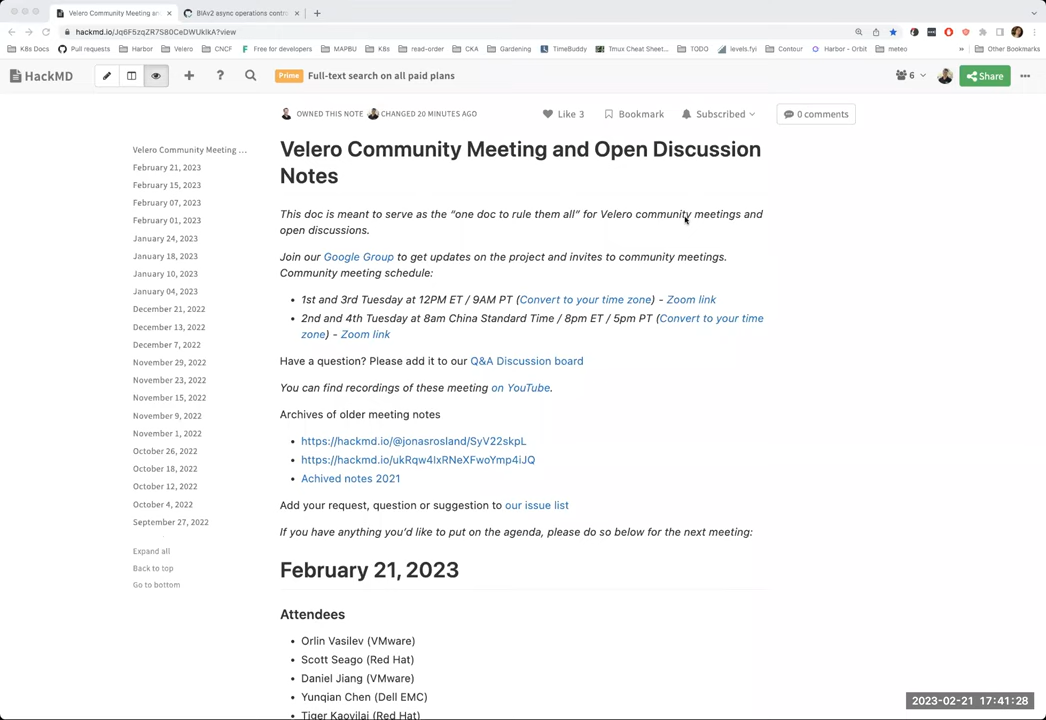 Velero Community Meeting an
BIAv2 async operations contr
hackmd.io/Jq6F5zqZR7S80CeDWUlkA?view
K8s Docs
Pull requests
Harbor
Velero
CNCF
Free for developers
MAPBU
K8s
read-order
CKA
Gardening
TimeBuddy
Tmux Cheat Sheet...
TODO
levels.fyi
Contour
Harbor - Orbit
meteo
»
Other Bookmarks
HackMD
Prime
Full-text search on all paid plans
6
Share
OWNED THIS NOTE
CHANGED 20 MINUTES AGO
Like 3
Bookmark
Subscribed
0 comments
Velero Community Meeting ...
February 21, 2023
February 15, 2023
February 07, 2023
February 01, 2023
January 24, 2023
January 18, 2023
January 10, 2023
January 04, 2023
December 21, 2022
December 13, 2022
December 7, 2022
November 29, 2022
November 23, 2022
November 15, 2022
November 9, 2022
November 1, 2022
October 26, 2022
October 18, 2022
October 12, 2022
October 4, 2022
September 27, 2022
Expand all
Back to top
Go to bottom
Velero Community Meeting and Open Discussion
Notes
This doc is meant to serve as the “one doc to rule them all” for Velero community meetings and
open discussions.
Join our Google Group to get updates on the project and invites to community meetings.
Community meeting schedule:
• 1st and 3rd Tuesday at 12PM ET / 9AM PT (Convert to your time zone) - Zoom link
• 2nd and 4th Tuesday at 8am China Standard Time / 8pm ET / 5pm PT (Convert to your time
zone) - Zoom link
Have a question? Please add it to our Q&A Discussion board
You can find recordings of these meeting on YouTube.
Archives of older meeting notes
• https://hackmd.io/@jonasrosland/SyV22skpL
• https://hackmd.io/ukRqw4IxRNeXFwoYmp4iJQ
• Achived notes 2021
Add your request, question or suggestion to our issue list
If you have anything you’d like to put on the agenda, please do so below for the next meeting:
February 21, 2023
Attendees
• Orlin Vasilev (VMware)
• Scott Seago (Red Hat)
• Daniel Jiang (VMware)
• Yunqian Chen (Dell EMC)
• Tiger Kaovilai (Red Hat)
2023-02-21 17:41:28